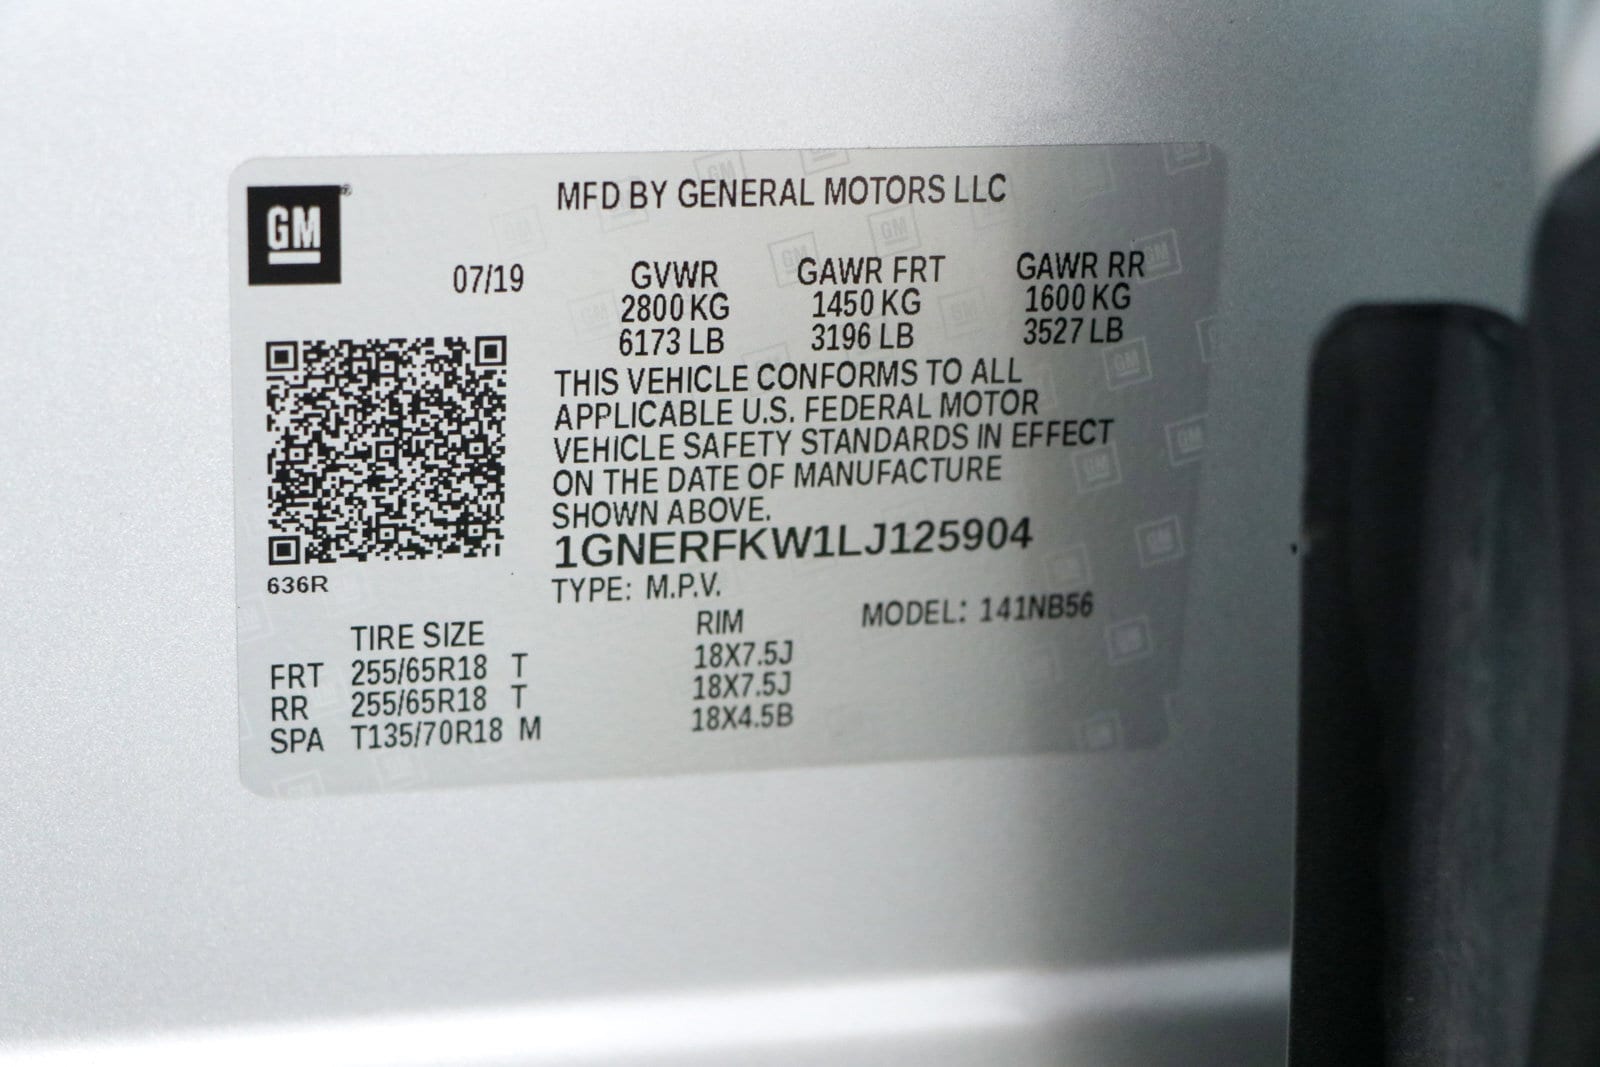 GM ®
MFD BY GENERAL MOTORS LLC
07/19 GVWR GAWR FRT GAWR RR
2800 KG 1450 KG 1600 KG
6173 LB 3196 LB 3527 LB
THIS VEHICLE CONFORMS TO ALL
APPLICABLE U.S. FEDERAL MOTOR
VEHICLE SAFETY STANDARDS IN EFFECT
ON THE DATE OF MANUFACTURE
SHOWN ABOVE.
1GNERFKW1LJ125904
636R
TYPE: M.P.V.
MODEL: 141NB56
TIRE SIZE RIM
FRT 255/65R18 T 18X7.5J
RR 255/65R18 T 18X7.5J
SPA T135/70R18 M 18X4.5B